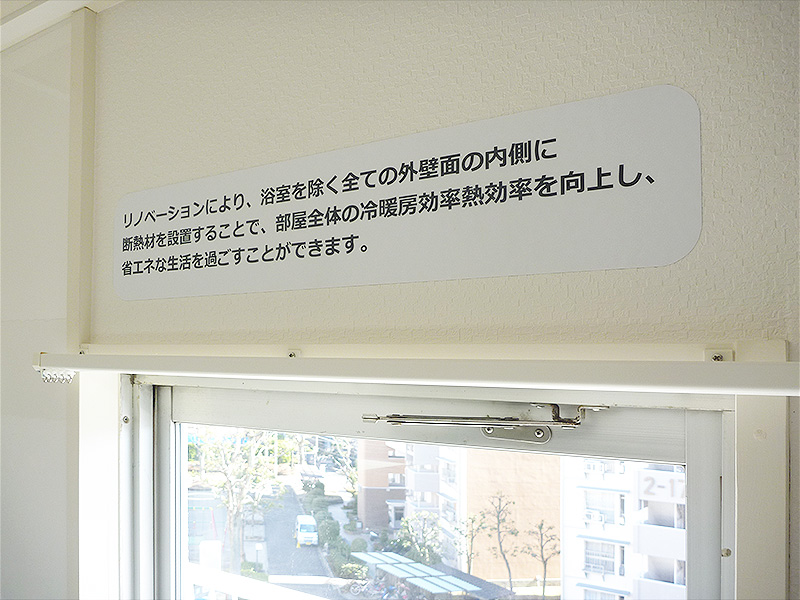 リノベーションにより、浴室を除く全ての外壁面の内側に
断熱材を設置することで、部屋全体の冷暖房効率熱効率を向上し、
省エネな生活を過ごすことができます。
2-17